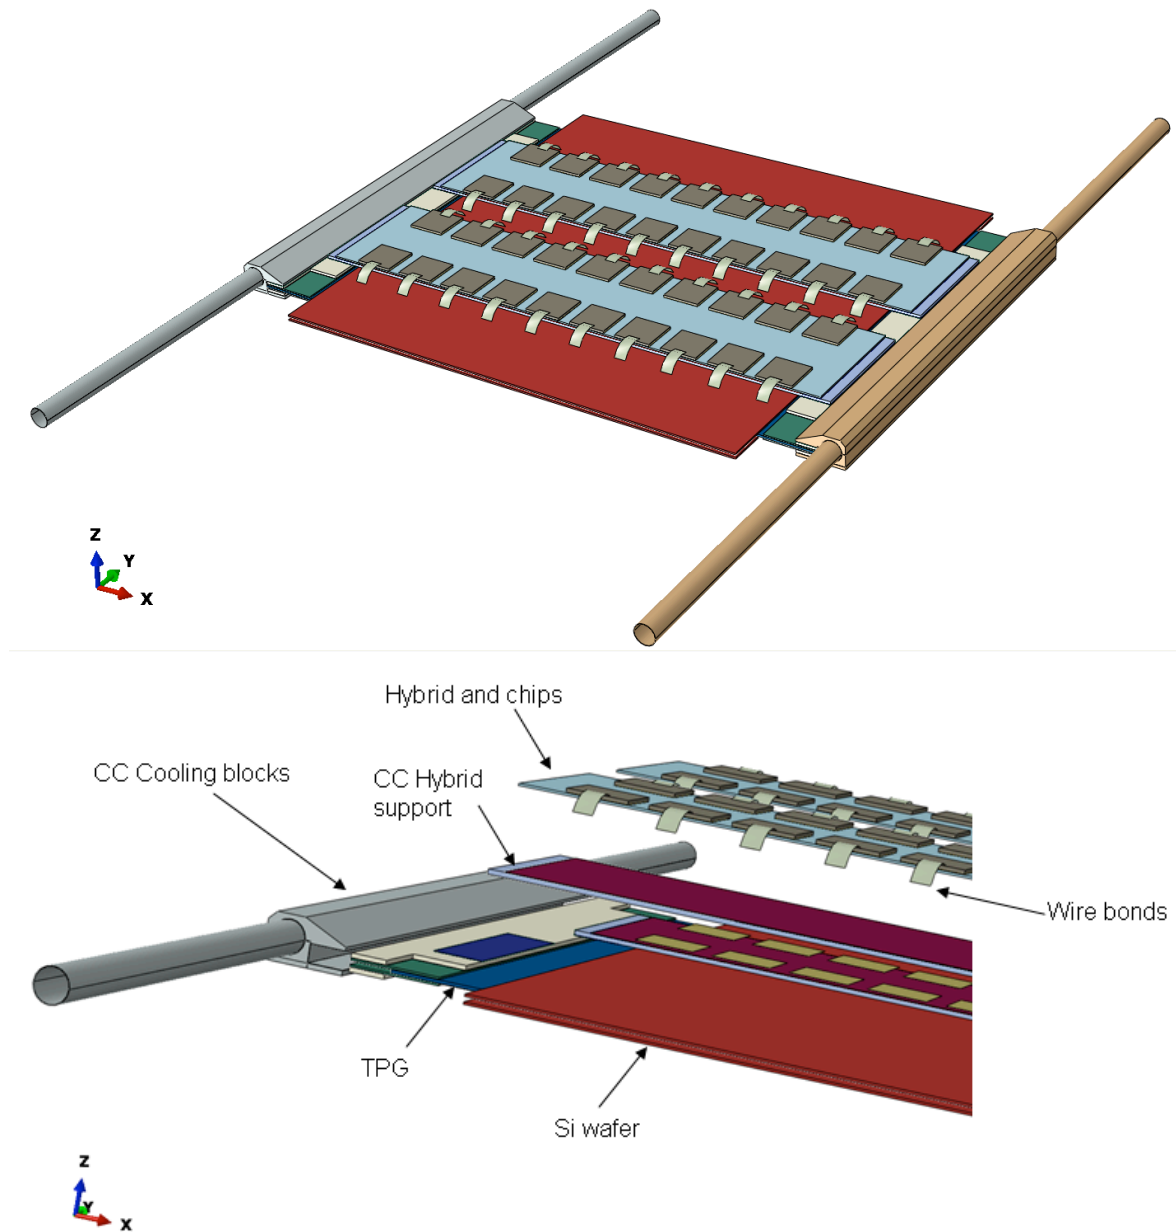 Z
Y
X
Hybrid and chips
CC Cooling blocks
CC Hybrid
support
Wire bonds
TPG
Si wafer
Z
Y
X